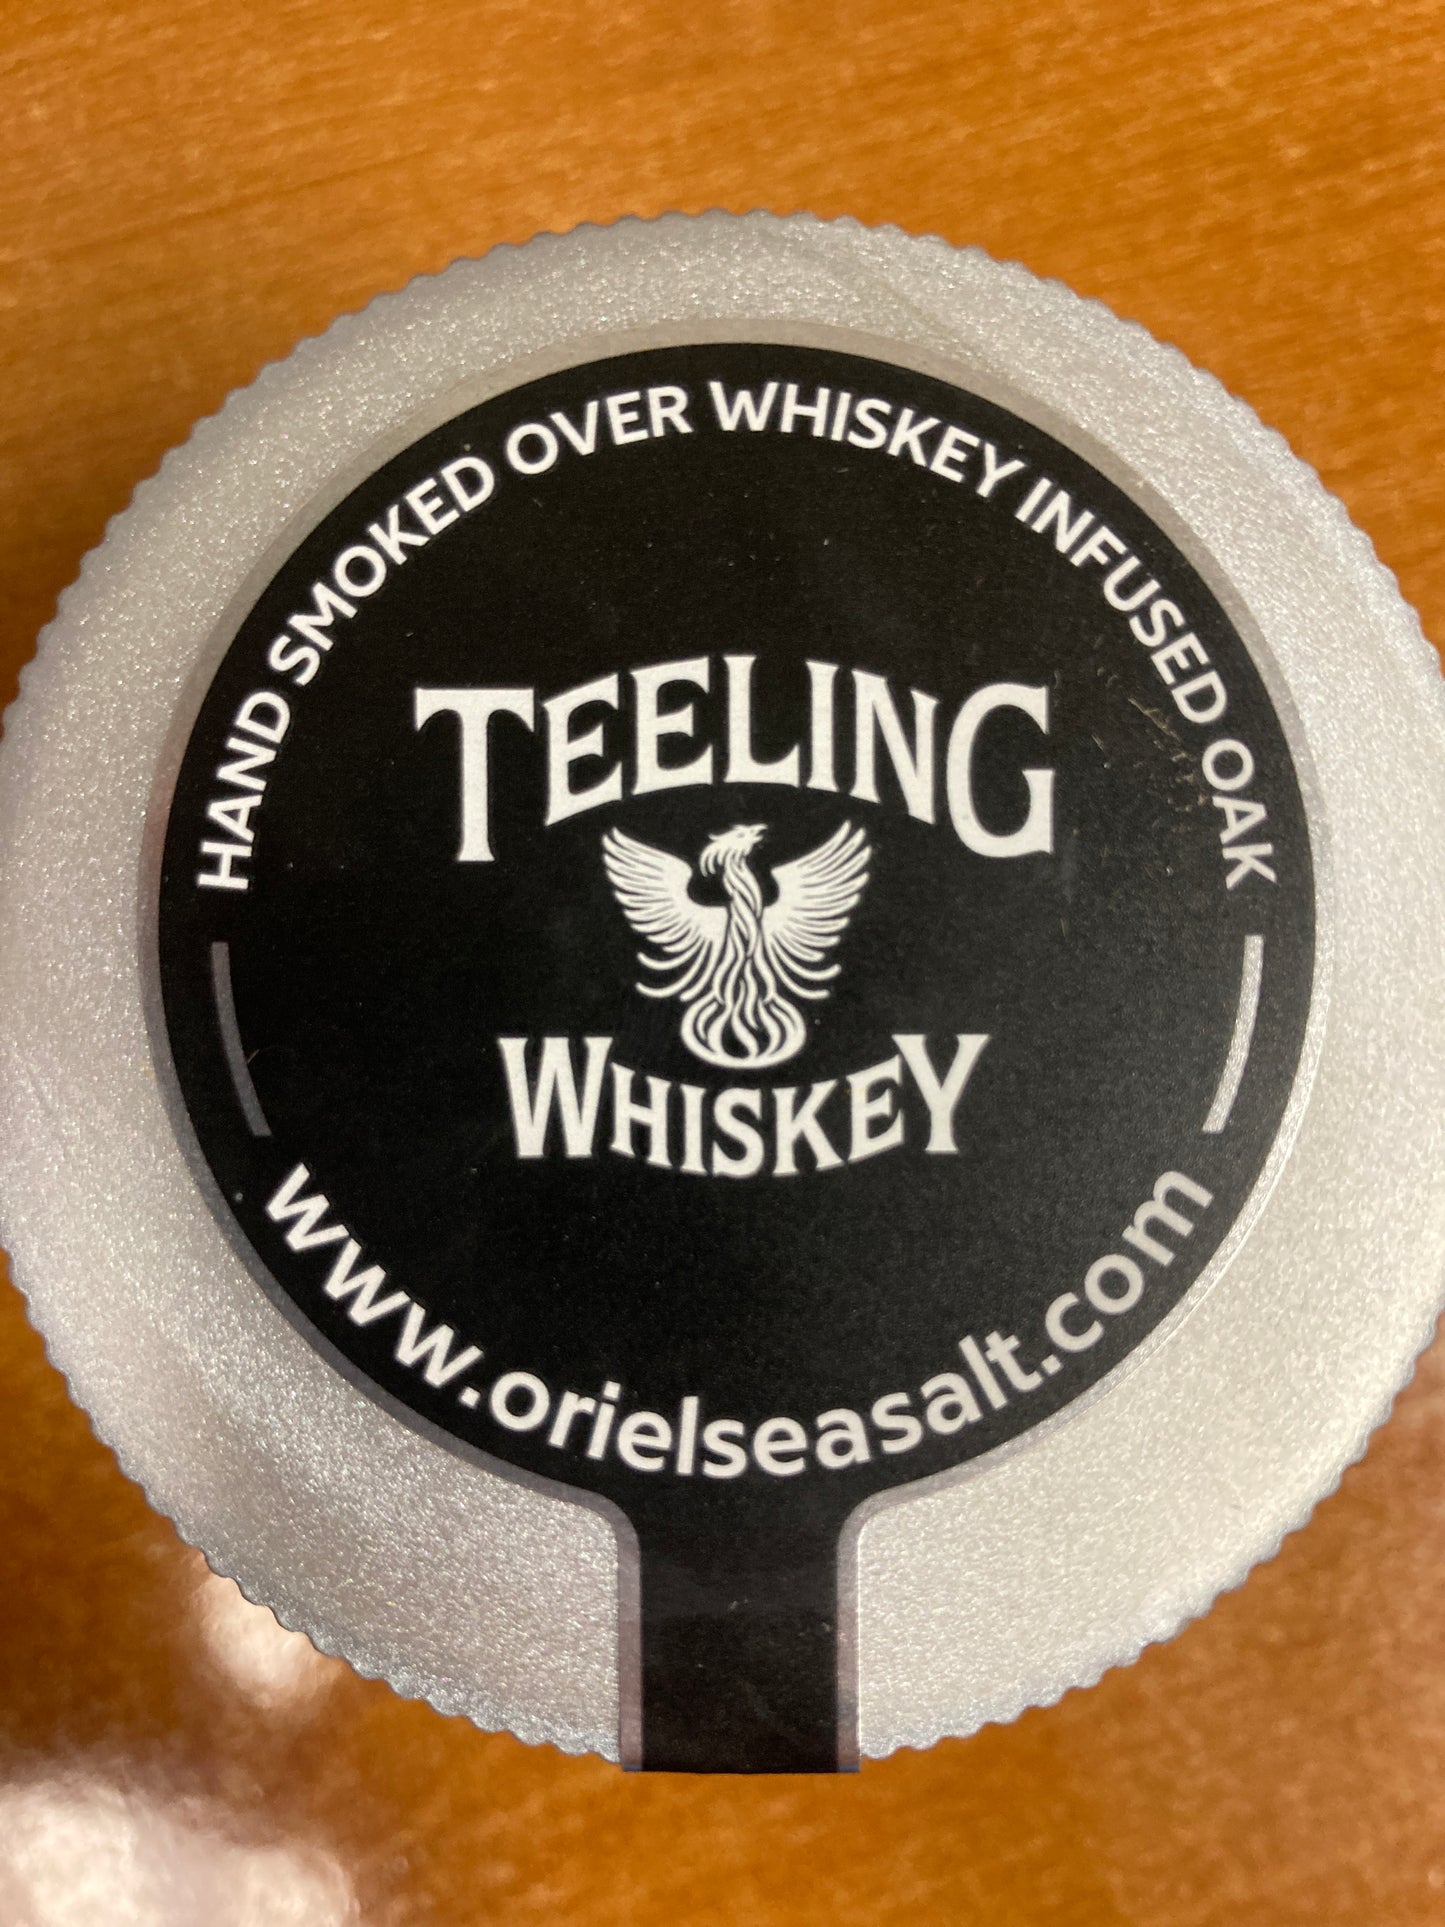 HAND SMOKED OVER WHISKEY INFUSED OAK
TEELING
WHISKEY
www.orielseasalt.com